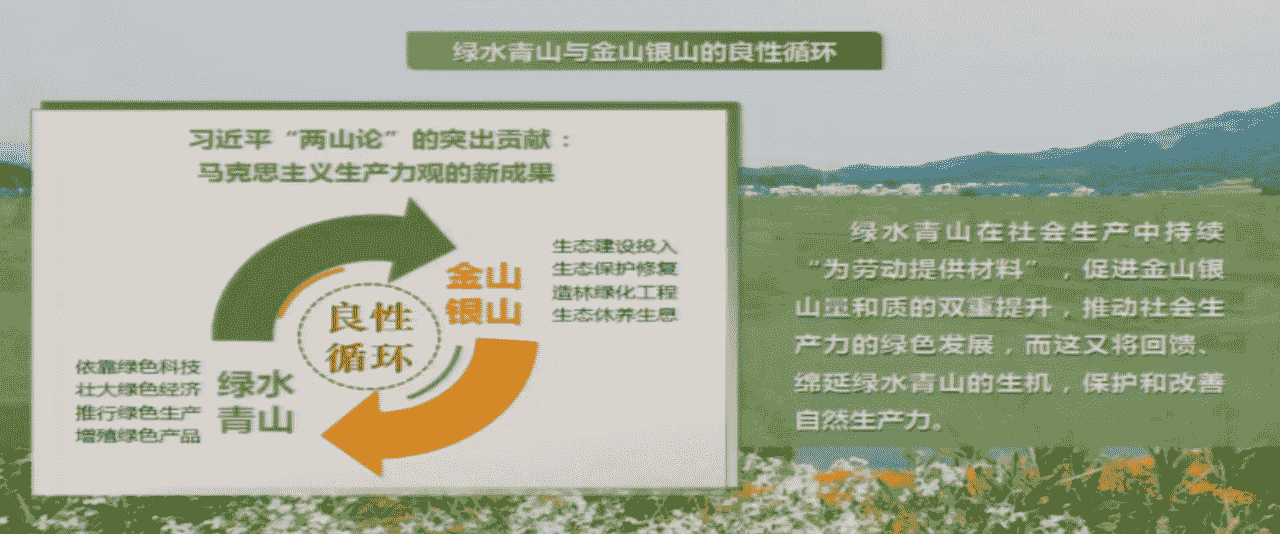 绿水青山与金山银山的良性循环
习近平“两山论”的突出贡献：
马克思主义生产力观的新成果
金山
银山
生态建设投入
生态保护修复
造林绿化工程
生态休养生息
良性
循环
依靠绿色科技
壮大绿色经济
推行绿色生产
增殖绿色产品
绿水
青山
绿水青山在社会生产中持续
“为劳动提供材料”，促进金山银
山量和质的双重提升，推动社会生
产力的绿色发展，而这又将回馈、
绵延绿水青山的生机，保护和改善
自然生产力。